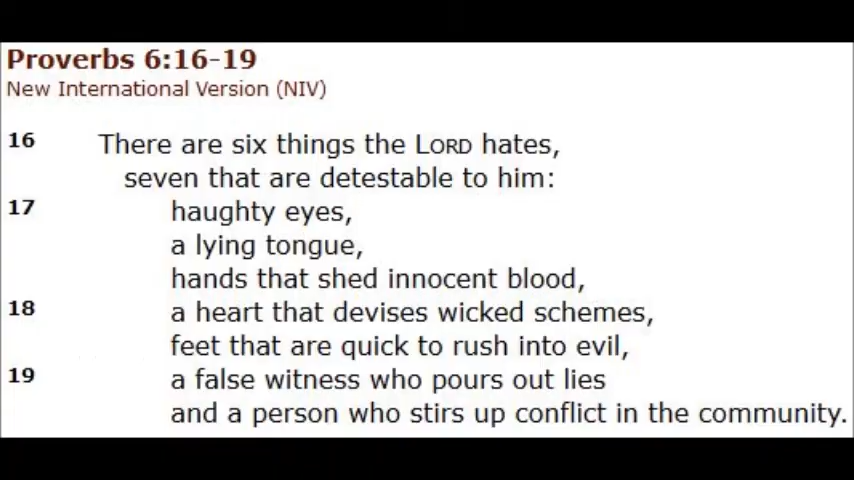 Proverbs 6:16-19
New International Version (NIV)
16 There are six things the LORD hates,
seven that are detestable to him:
17 haughty eyes,
a lying tongue,
hands that shed innocent blood,
18 a heart that devises wicked schemes,
feet that are quick to rush into evil,
19 a false witness who pours out lies
and a person who stirs up conflict in the community.